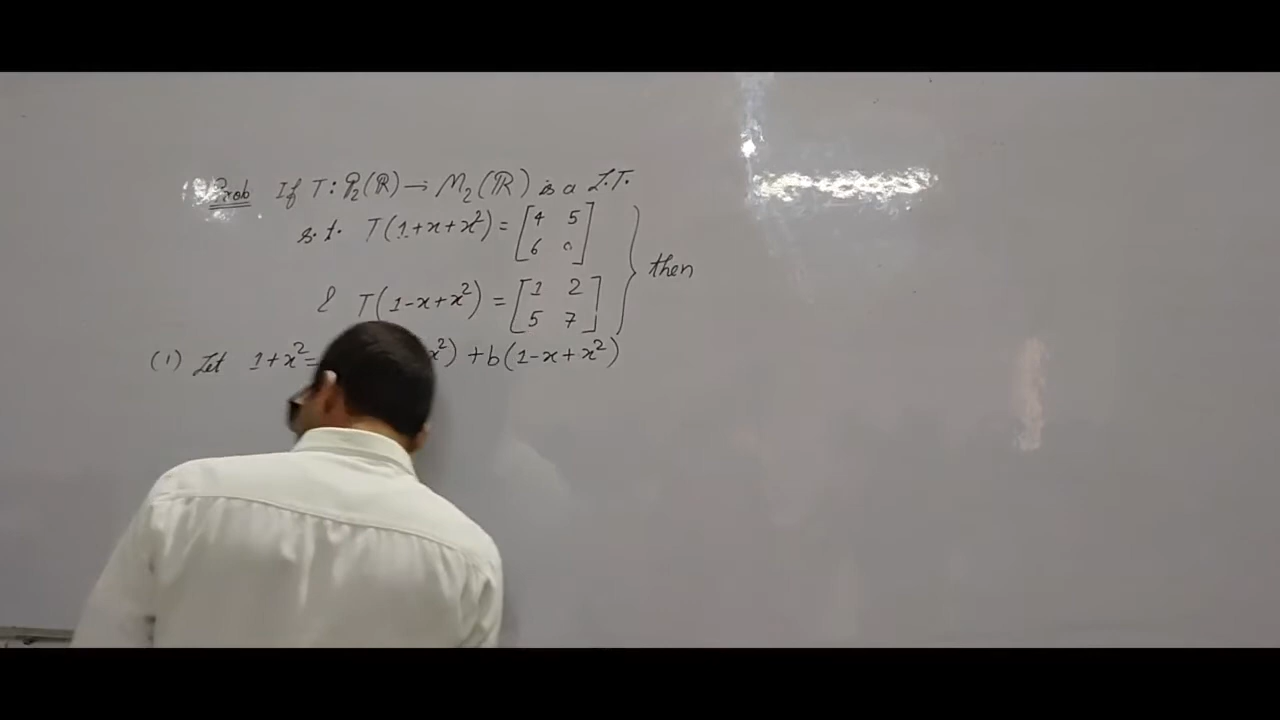 Prob If T: P₂(R) → M₂(R) is a L.T.
s.t. T(1+x+x²) = [4 5
6 0]
} then
& T(1-x+x²) = [1 2
5 7]
(1) Let 1+x² = x²) + b(1-x+x²)